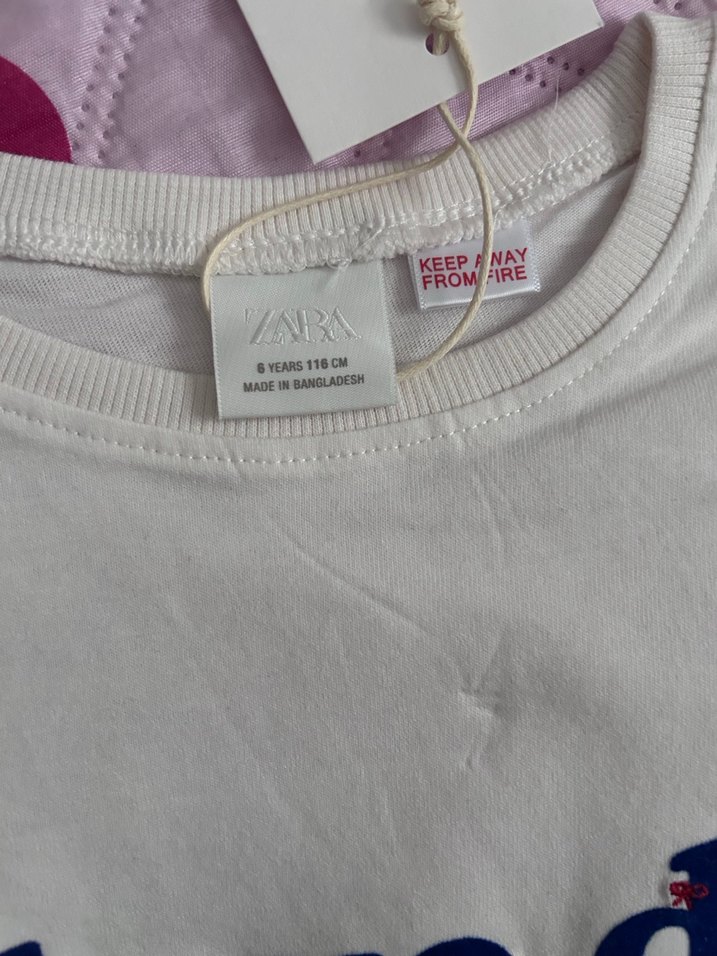 ZARA
6 YEARS 116 CM
MADE IN BANGLADESH
KEEP AWAY
FROM FIRE